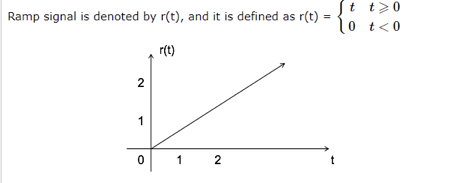 Ramp signal is denoted by r(t), and it is defined as r(t) = { t t ⩾ 0
0 t < 0
r(t)
2
1
0 1 2 t